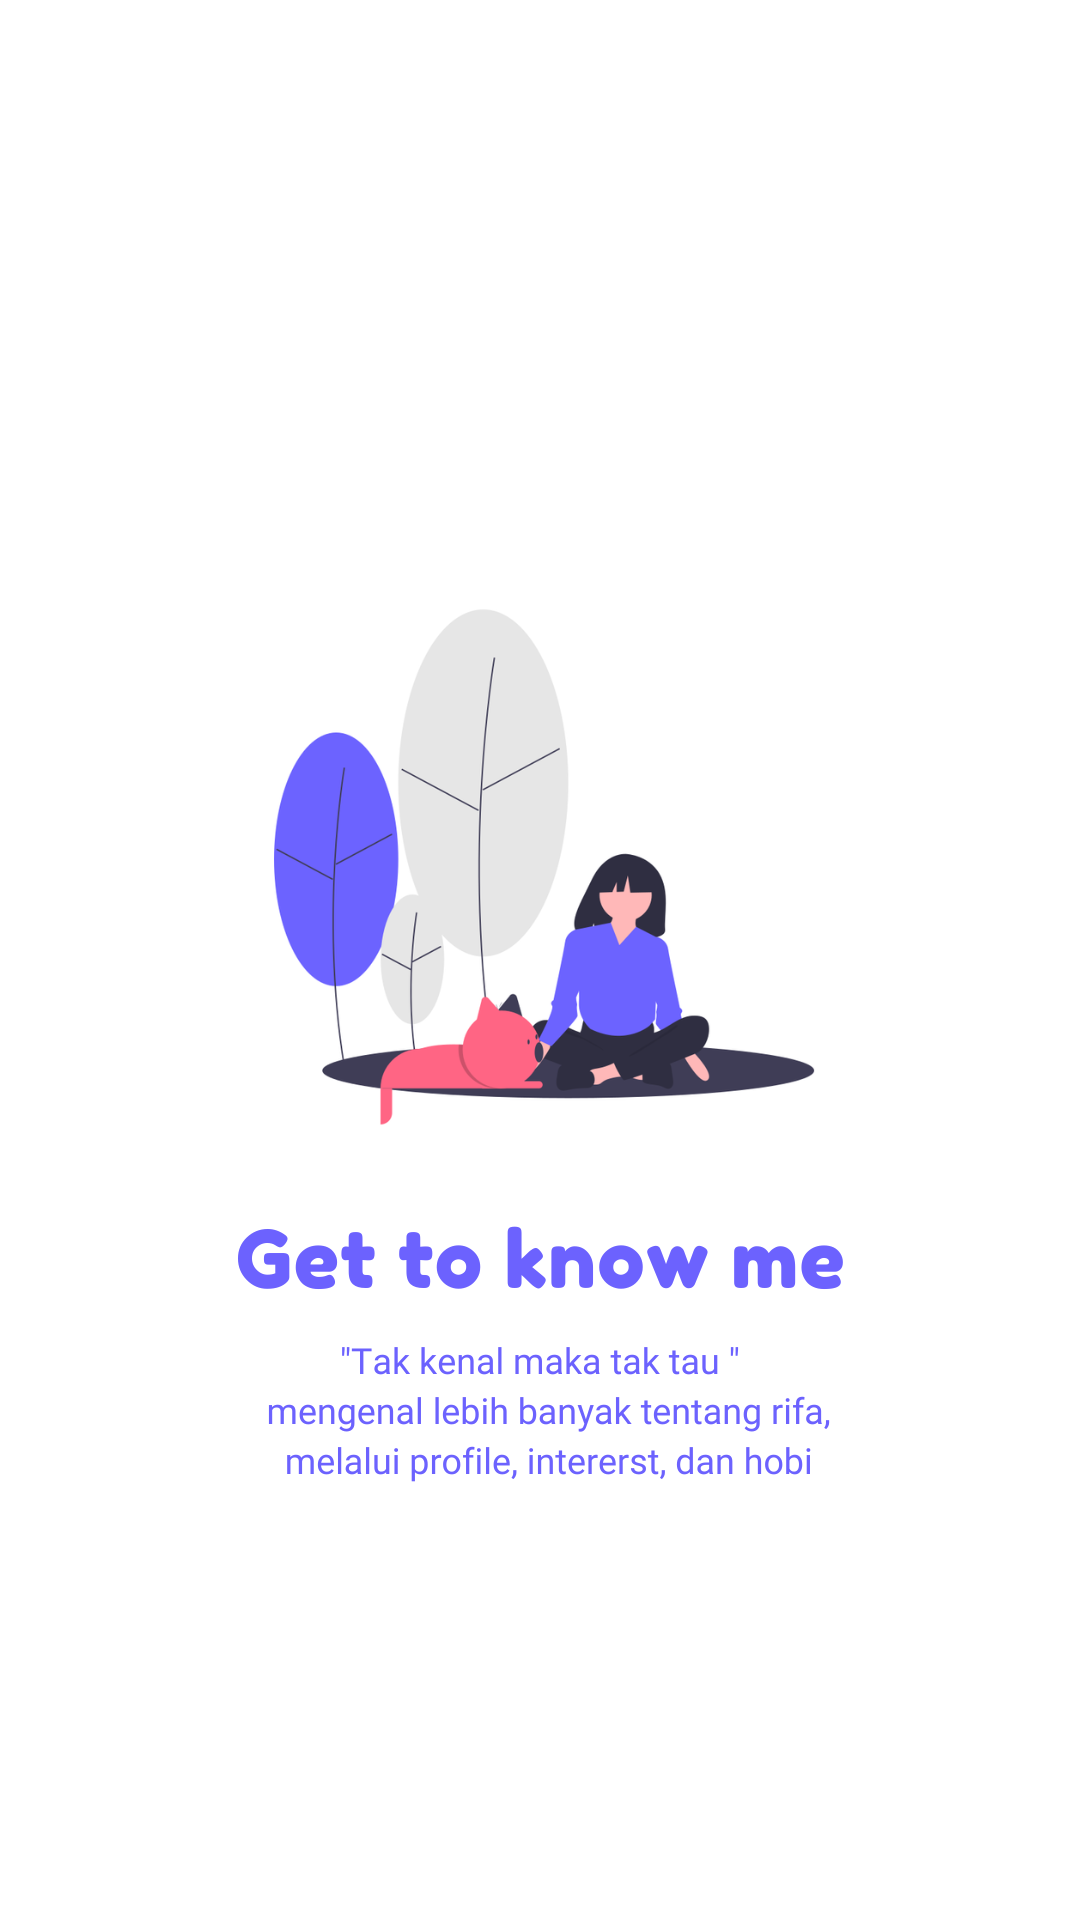 Get to know me
"Tak kenal maka tak tau "
mengenal lebih banyak tentang rifa,
melalui profile, intererst, dan hobi